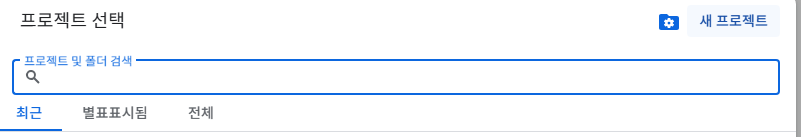 프로젝트 선택
새 프로젝트
프로젝트 및 폴더 검색
최근 별표표시됨 전체